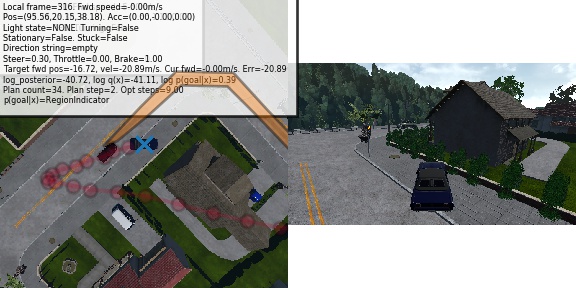 Local frame=316. Fwd speed=-0.00m/s
Pos=(95.56,20.15,38.18). Acc=(0.00,-0.00,0.00)
Light state=NONE. Turning=False
Stationary=False. Stuck=False
Direction string=empty
Steer=0.30, Throttle=0.00, Brake=1.00
Target fwd pos=-16.72, vel=-20.89m/s. Cur fwd=-0.00m/s. Err=-20.89
log_posterior=-40.72, log q(x)=-41.11, log p(goal|x)=0.39
Plan count=34. Plan step=2. Opt steps=9.00
p(goal|x)=RegionIndicator